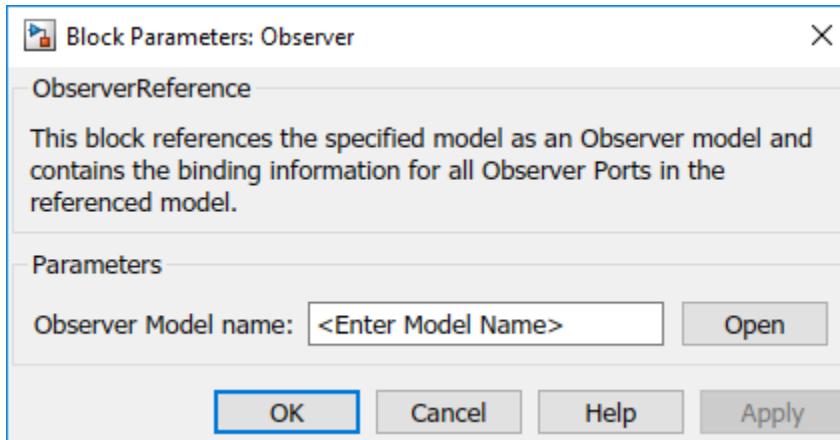 Block Parameters: Observer
ObserverReference
This block references the specified model as an Observer model and
contains the binding information for all Observer Ports in the
referenced model.
Parameters
Observer Model name: <Enter Model Name> Open
OK Cancel Help Apply